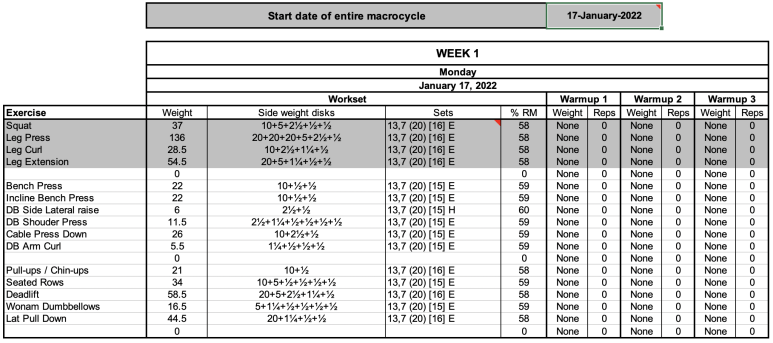 Start date of entire macrocycle 17-January-2022
WEEK 1
Monday
January 17, 2022
Workset Warmup 1 Warmup 2 Warmup 3
Exercise Weight Side weight disks Sets % RM Weight Reps Weight Reps Weight Reps
Squat 37 10+5+2½+½+½ 13,7 (20) [16] E 58 None 0 None 0 None 0
Leg Press 136 20+20+20+5+2½+½ 13,7 (20) [16] E 58 None 0 None 0 None 0
Leg Curl 28.5 10+2½+1¼+½ 13,7 (20) [16] E 58 None 0 None 0 None 0
Leg Extension 54.5 20+5+1¼+½+½ 13,7 (20) [16] E 58 None 0 None 0 None 0
0 0 None 0 None 0 None 0
Bench Press 22 10+½+½ 13,7 (20) [15] E 59 None 0 None 0 None 0
Incline Bench Press 22 10+½+½ 13,7 (20) [15] E 59 None 0 None 0 None 0
DB Side Lateral raise 6 2½+½ 13,7 (20) [15] H 60 None 0 None 0 None 0
DB Shouder Press 11.5 2½+1¼+½+½+½+½ 13,7 (20) [15] E 59 None 0 None 0 None 0
Cable Press Down 26 10+2½+½ 13,7 (20) [15] E 59 None 0 None 0 None 0
DB Arm Curl 5.5 1¼+½+½+½ 13,7 (20) [15] E 59 None 0 None 0 None 0
0 0 None 0 None 0 None 0
Pull-ups / Chin-ups 21 10+½ 13,7 (20) [16] E 58 None 0 None 0 None 0
Seated Rows 34 10+5+½+½+½+½ 13,7 (20) [15] E 59 None 0 None 0 None 0
Deadlift 58.5 20+5+2½+1¼+½ 13,7 (20) [16] E 58 None 0 None 0 None 0
Wonam Dumbbellows 16.5 5+1¼+½+½+½+½ 13,7 (20) [15] E 59 None 0 None 0 None 0
Lat Pull Down 44.5 20+1¼+½+½ 13,7 (20) [16] E 58 None 0 None 0 None 0
0 0 None 0 None 0 None 0